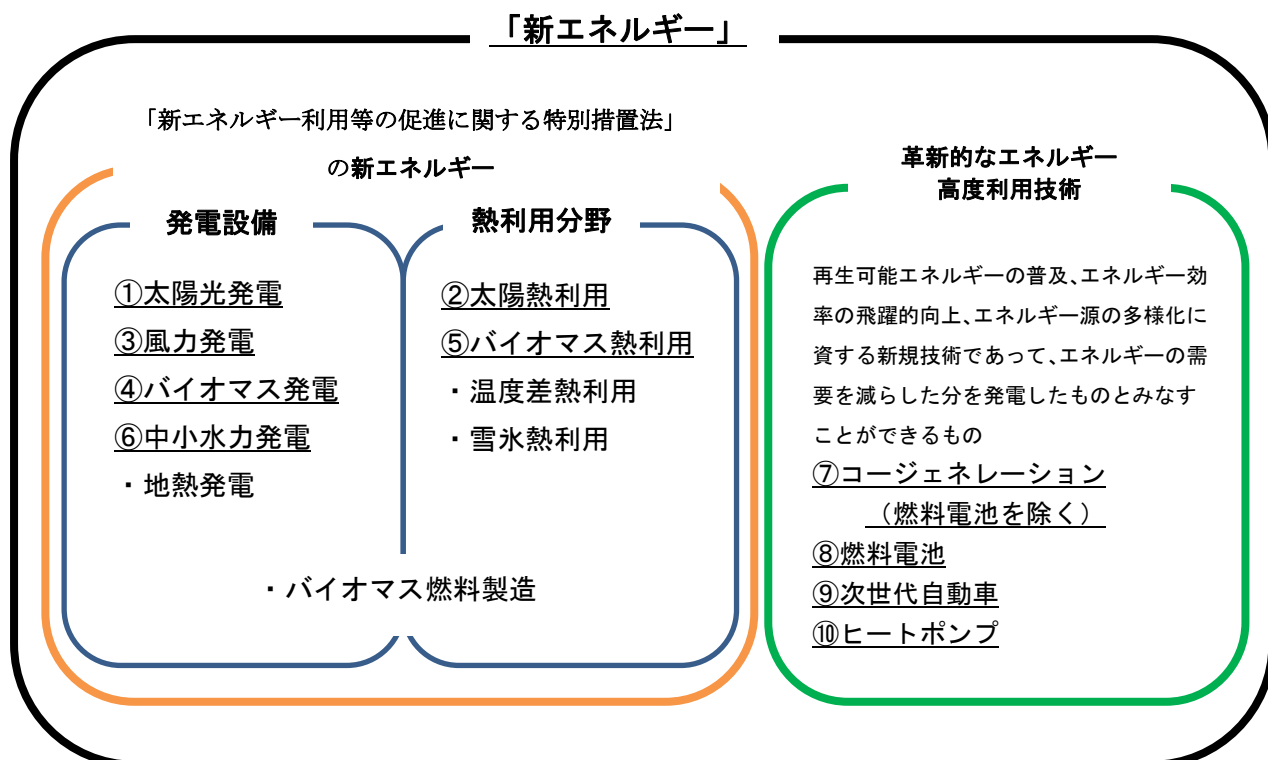 「新エネルギー」
「新エネルギー利用等の促進に関する特別措置法」
の新エネルギー
発電設備
①太陽光発電
③風力発電
④バイオマス発電
⑥中小水力発電
・地熱発電
熱利用分野
②太陽熱利用
⑤バイオマス熱利用
・温度差熱利用
・雪氷熱利用
・バイオマス燃料製造
革新的なエネルギー
高度利用技術
再生可能エネルギーの普及、エネルギー効
率の飛躍的向上、エネルギー源の多様化に
資する新規技術であって、エネルギーの需
要を減らした分を発電したものとみなす
ことができるもの
⑦コージェネレーション
（燃料電池を除く）
⑧燃料電池
⑨次世代自動車
⑩ヒートポンプ